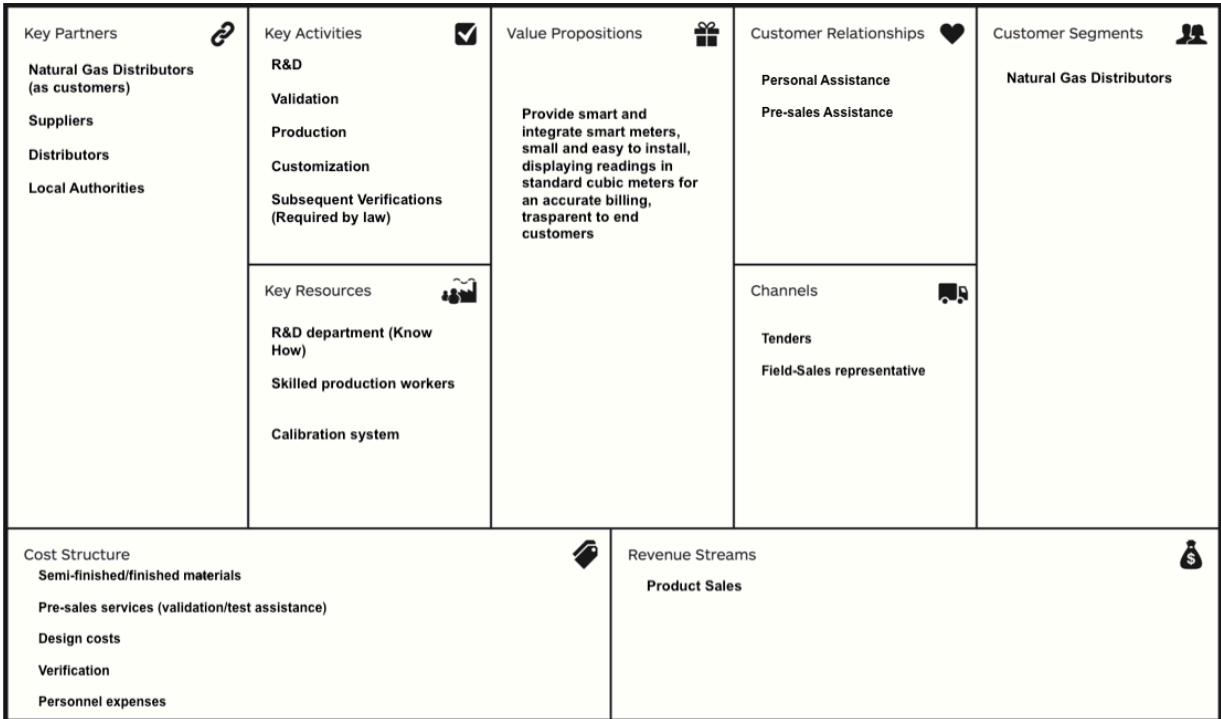 Key Partners
Natural Gas Distributors
(as customers)
Suppliers
Distributors
Local Authorities
Key Activities
R&D
Validation
Production
Customization
Subsequent Verifications
(Required by law)
Key Resources
R&D department (Know
How)
Skilled production workers
Calibration system
Value Propositions
Provide smart and
integrate smart meters,
small and easy to install,
displaying readings in
standard cubic meters for
an accurate billing,
trasparent to end
customers
Customer Relationships
Personal Assistance
Pre-sales Assistance
Channels
Tenders
Field-Sales representative
Customer Segments
Natural Gas Distributors
Cost Structure
Semi-finished/finished materials
Pre-sales services (validation/test assistance)
Design costs
Verification
Personnel expenses
Revenue Streams
$
Product Sales